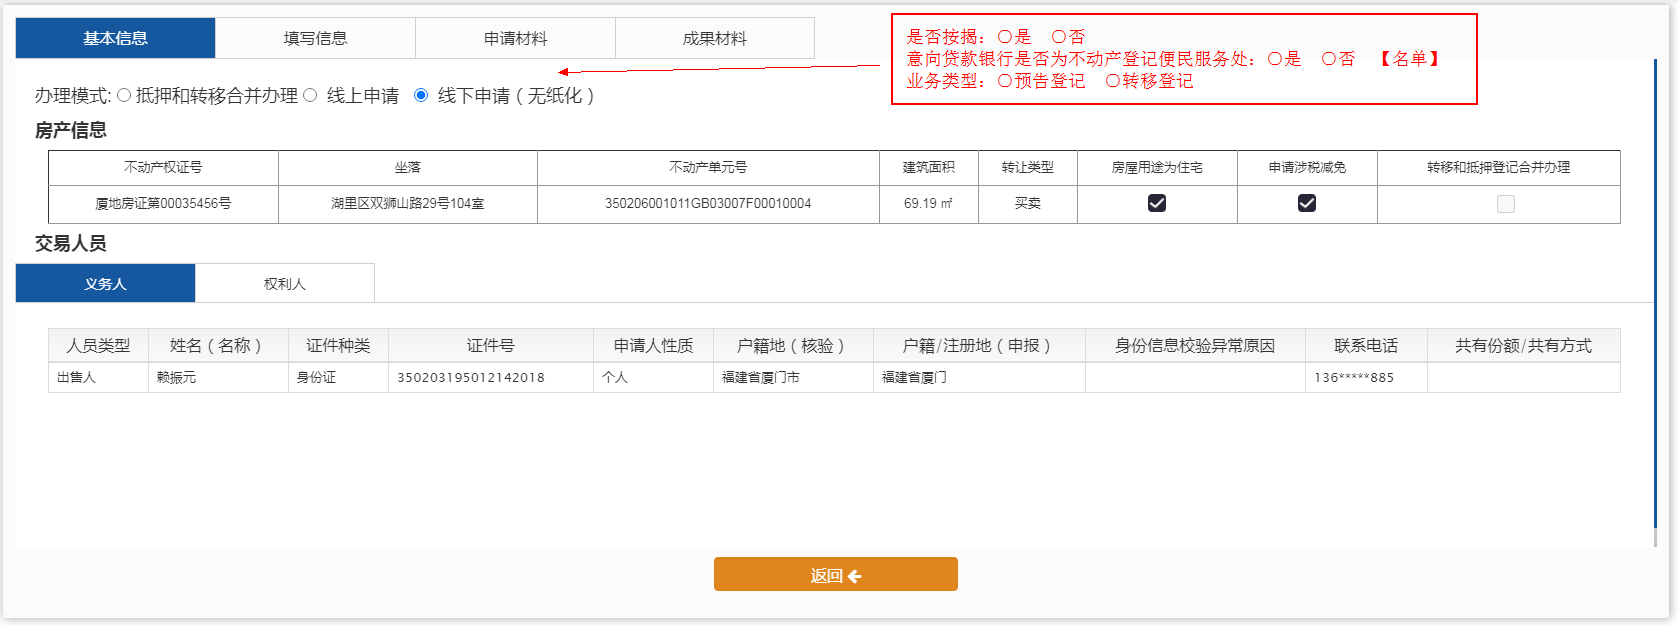 基本信息 填写信息 申请材料 成果材料
是否按揭：○是 ○否
意向贷款银行是否为不动产登记便民服务处：○是 ○否 【名单】
业务类型：○预告登记 ○转移登记
办理模式: 抵押和转移合并办理 线上申请 线下申请（无纸化）
房产信息
不动产权证号 坐落 不动产单元号 建筑面积 转让类型 房屋用途为住宅 申请涉税减免 转移和抵押登记合并办理
厦地房证第00035456号 湖里区双狮山路29号104室 350206001011GB03007F00010004 69.19 ㎡ 买卖
交易人员
义务人 权利人
人员类型 姓名（名称） 证件种类 证件号 申请人性质 户籍地（核验） 户籍/注册地（申报） 身份信息校验异常原因 联系电话 共有份额/共有方式
出售人 赖振元 身份证 350203195012142018 个人 福建省厦门市 福建省厦门 136*****885
返回